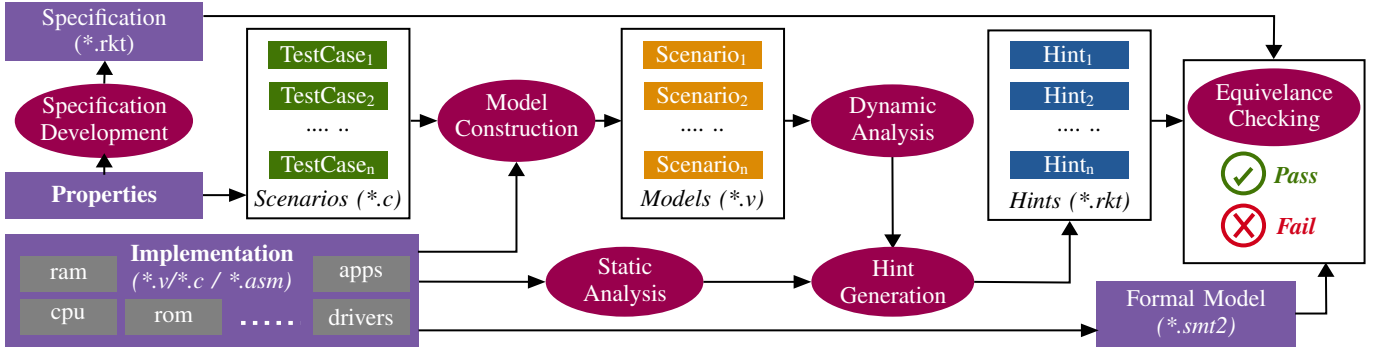 Specification
(*.rkt)
Specification
Development
Properties
TestCase1
TestCase2
.... ..
TestCasen
Scenarios (*.c)
Model
Construction
Scenario1
Scenario2
.... ..
Scenarion
Models (*.v)
Dynamic
Analysis
Hint1
Hint2
.... ..
Hintn
Hints (*.rkt)
Equivelance
Checking
Pass
Fail
Implementation
(*.v/*.c / *.asm)
ram
apps
cpu
rom
......
drivers
Static
Analysis
Hint
Generation
Formal Model
(*.smt2)